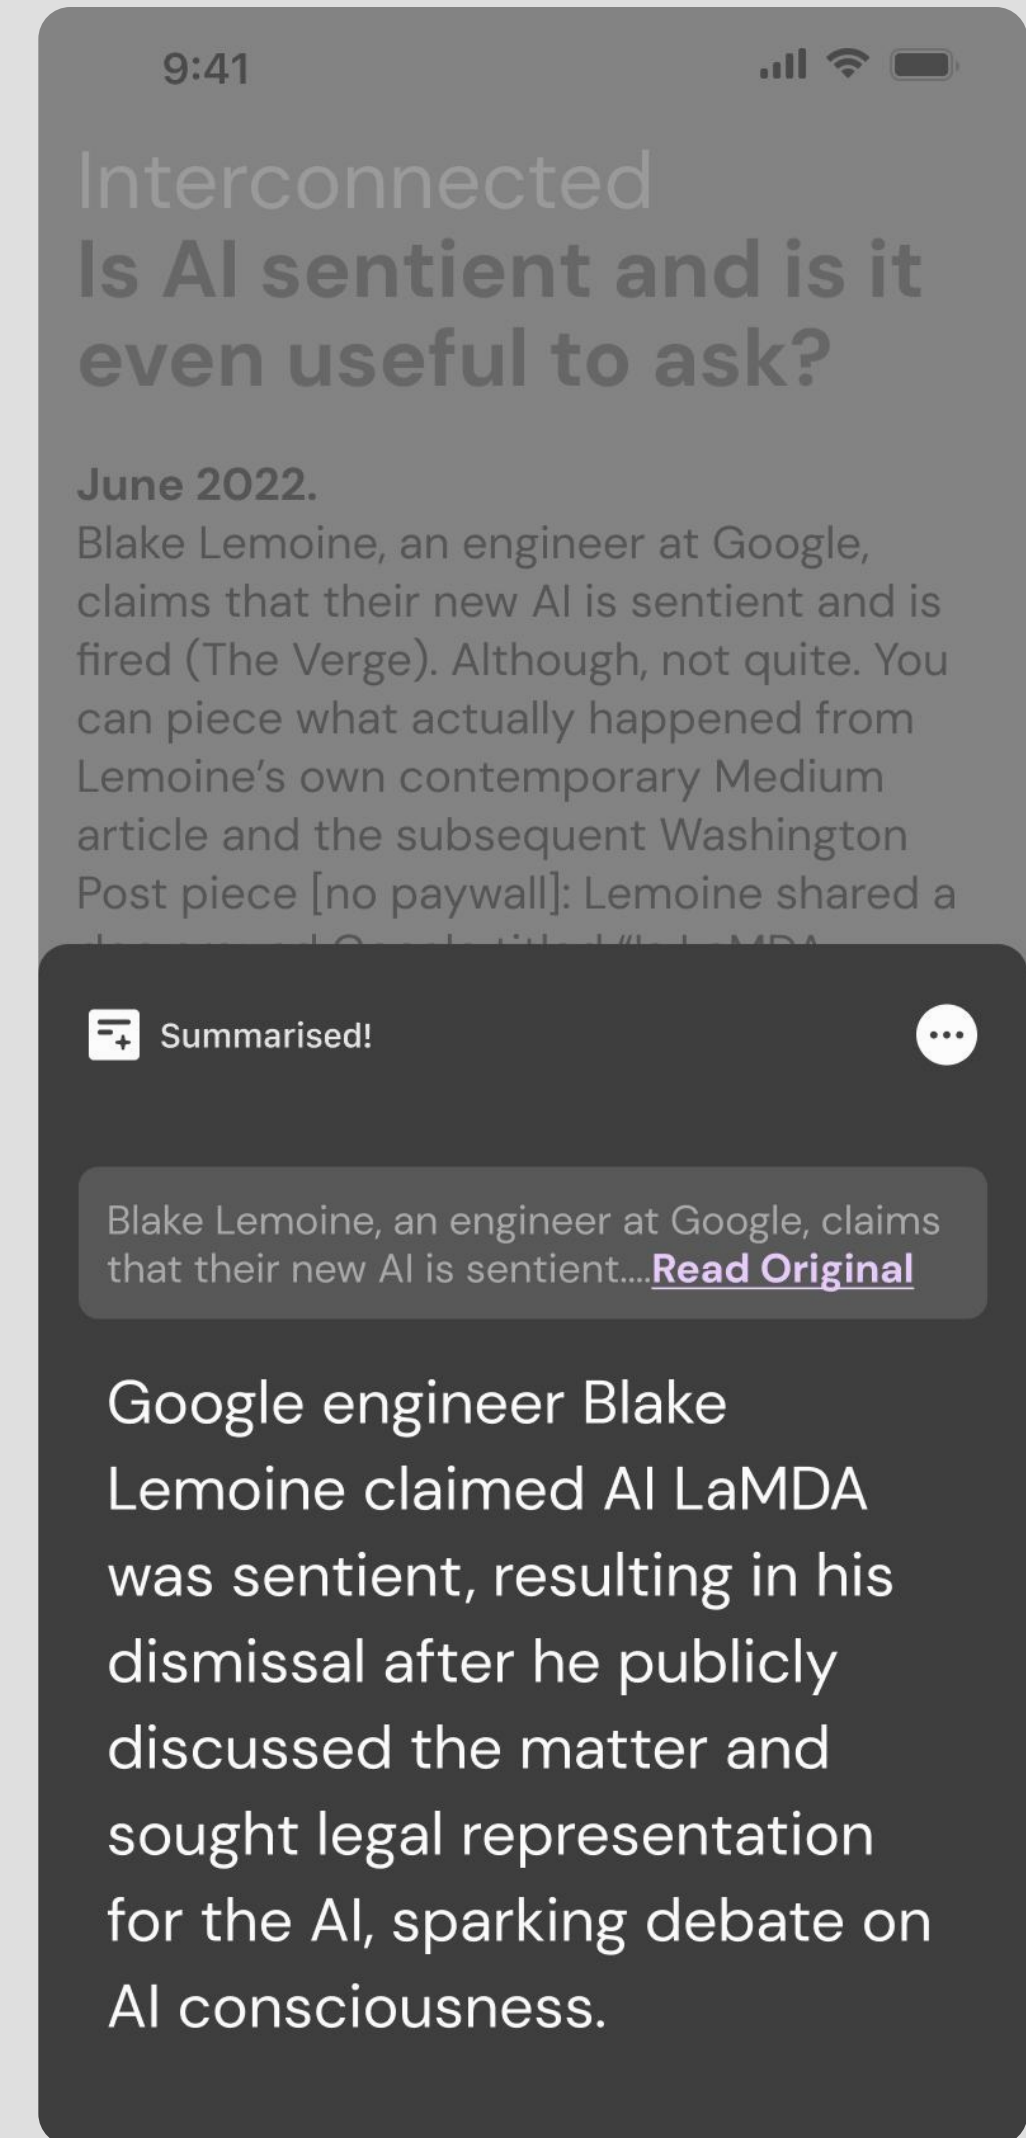 9:41
Interconnected
Is AI sentient and is it
even useful to ask?
June 2022.
Blake Lemoine, an engineer at Google,
claims that their new AI is sentient and is
fired (The Verge). Although, not quite. You
can piece what actually happened from
Lemoine’s own contemporary Medium
article and the subsequent Washington
Post piece [no paywall]: Lemoine shared a
Google titled “Is LaMDA
Summarised!
Blake Lemoine, an engineer at Google, claims
that their new AI is sentient....Read Original
Google engineer Blake
Lemoine claimed AI LaMDA
was sentient, resulting in his
dismissal after he publicly
discussed the matter and
sought legal representation
for the AI, sparking debate on
AI consciousness.